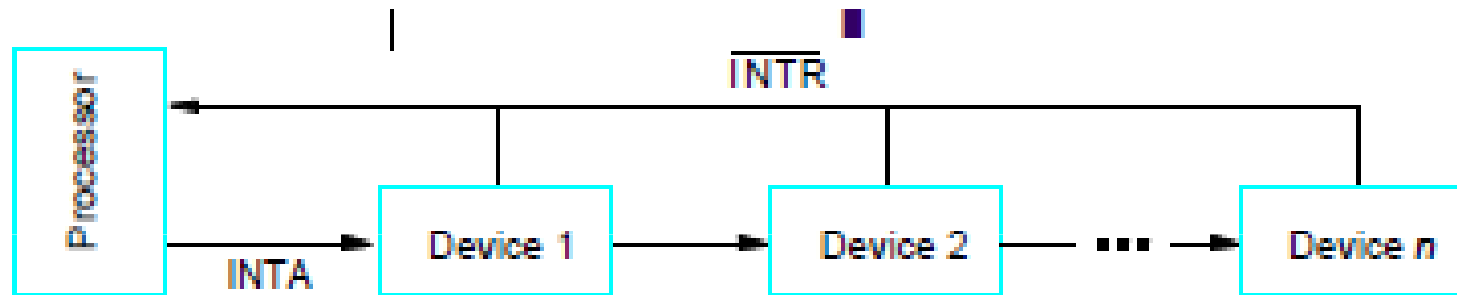 INTR
Processor
Device 1
Device 2
...
Device n
INTA